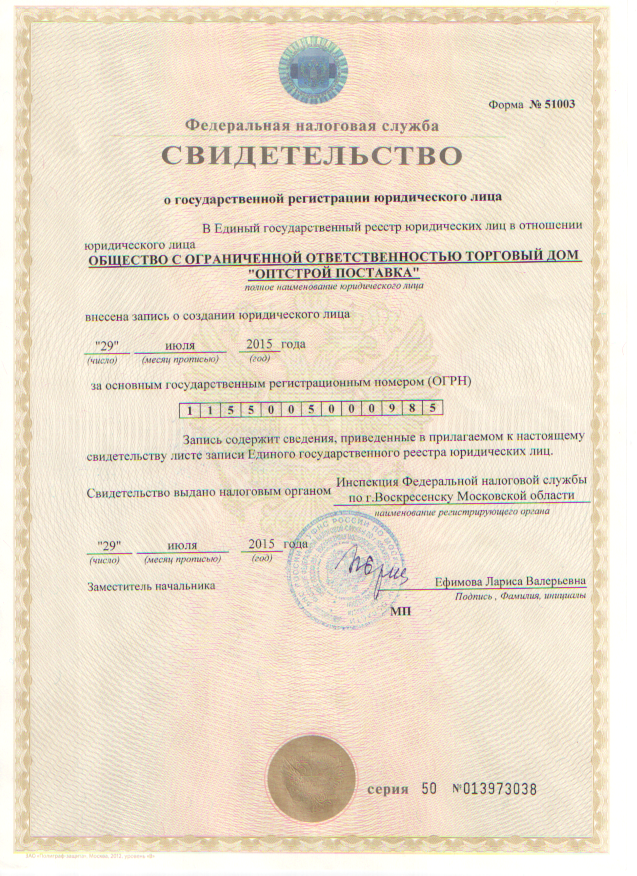 Форма № 51003
Федеральная налоговая служба
СВИДЕТЕЛЬСТВО
о государственной регистрации юридического лица
В Единый государственный реестр юридических лиц в отношении
юридического лица
ОБЩЕСТВО С ОГРАНИЧЕННОЙ ОТВЕТСТВЕННОСТЬЮ ТОРГОВЫЙ ДОМ
"ОПТСТРОЙ ПОСТАВКА"
полное наименование юридического лица
внесена запись о создании юридического лица
"29" июля 2015 года
(число) (месяц прописью) (год)
за основным государственным регистрационным номером (ОГРН)
1 1 5 5 0 0 5 0 0 0 9 8 5
Запись содержит сведения, приведенные в прилагаемом к настоящему
свидетельству листе записи Единого государственного реестра юридических лиц.
Свидетельство выдано налоговым органом Инспекция Федеральной налоговой службы
по г.Воскресенску Московской области
наименование регистрирующего органа
"29" июля 2015 года
(число) (месяц прописью) (год)
Заместитель начальника Ефимова Лариса Валерьевна
Подпись , Фамилия, инициалы
МП
серия 50 №013973038